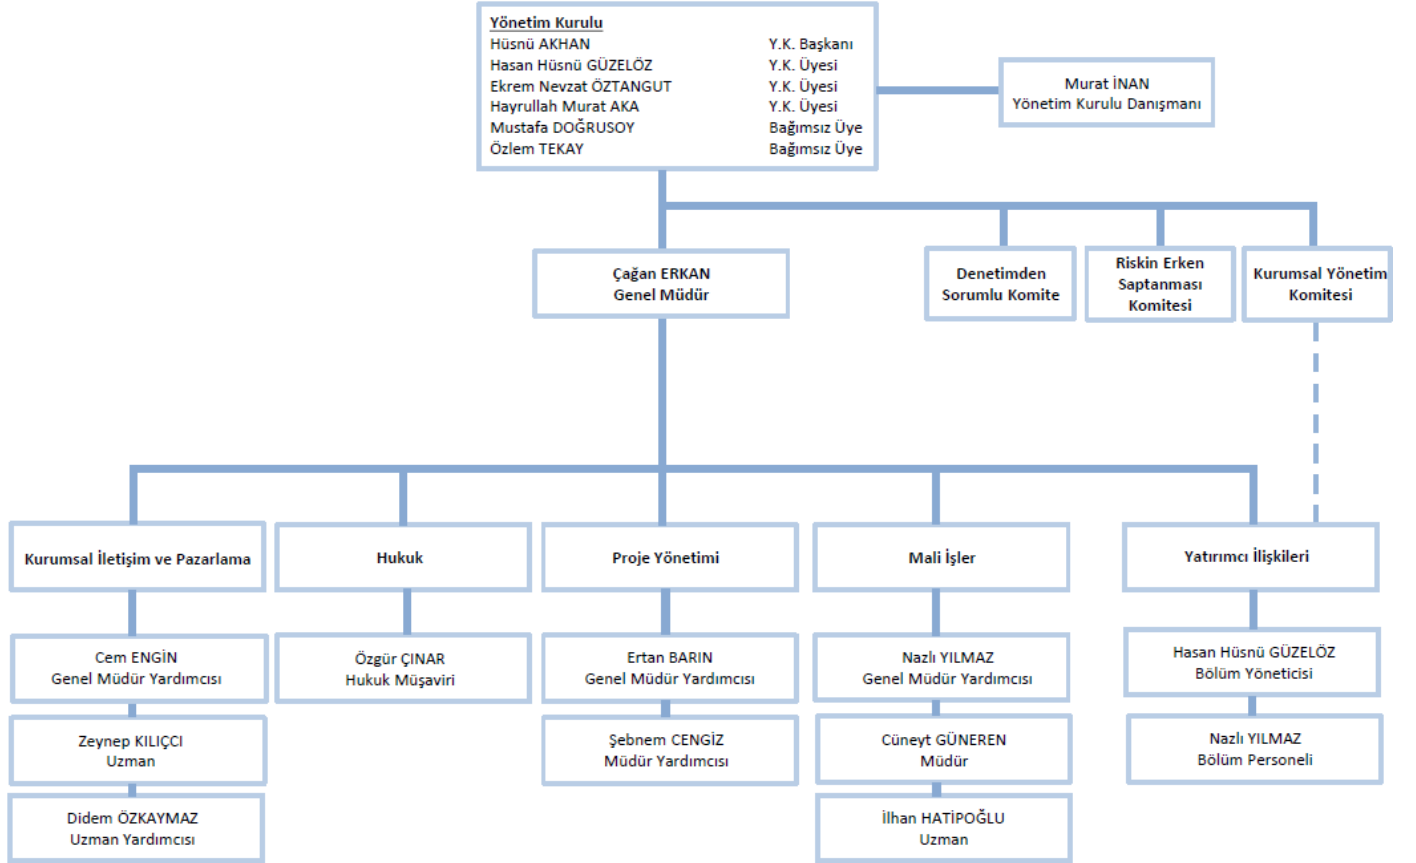 Yönetim Kurulu
Hüsnü AKHAN Y.K. Başkanı
Hasan Hüsnü GÜZELÖZ Y.K. Üyesi
Ekrem Nevzat ÖZTANGUT Y.K. Üyesi
Hayrullah Murat AKA Y.K. Üyesi
Mustafa DOĞRUSOY Bağımsız Üye
Özlem TEKAY Bağımsız Üye
Murat İNAN
Yönetim Kurulu Danışmanı
Çağan ERKAN
Genel Müdür
Denetimden
Sorumlu Komite
Riskin Erken
Saptanması
Komitesi
Kurumsal Yönetim
Komitesi
Kurumsal İletişim ve Pazarlama
Hukuk
Proje Yönetimi
Mali İşler
Yatırımcı İlişkileri
Cem ENGİN
Genel Müdür Yardımcısı
Özgür ÇINAR
Hukuk Müşaviri
Ertan BARIN
Genel Müdür Yardımcısı
Nazlı YILMAZ
Genel Müdür Yardımcısı
Hasan Hüsnü GÜZELÖZ
Bölüm Yöneticisi
Zeynep KILIÇCI
Uzman
Şebnem CENGİZ
Müdür Yardımcısı
Cüneyt GÜNEREN
Müdür
Nazlı YILMAZ
Bölüm Personeli
Didem ÖZKAYMAZ
Uzman Yardımcısı
İlhan HATİPOĞLU
Uzman